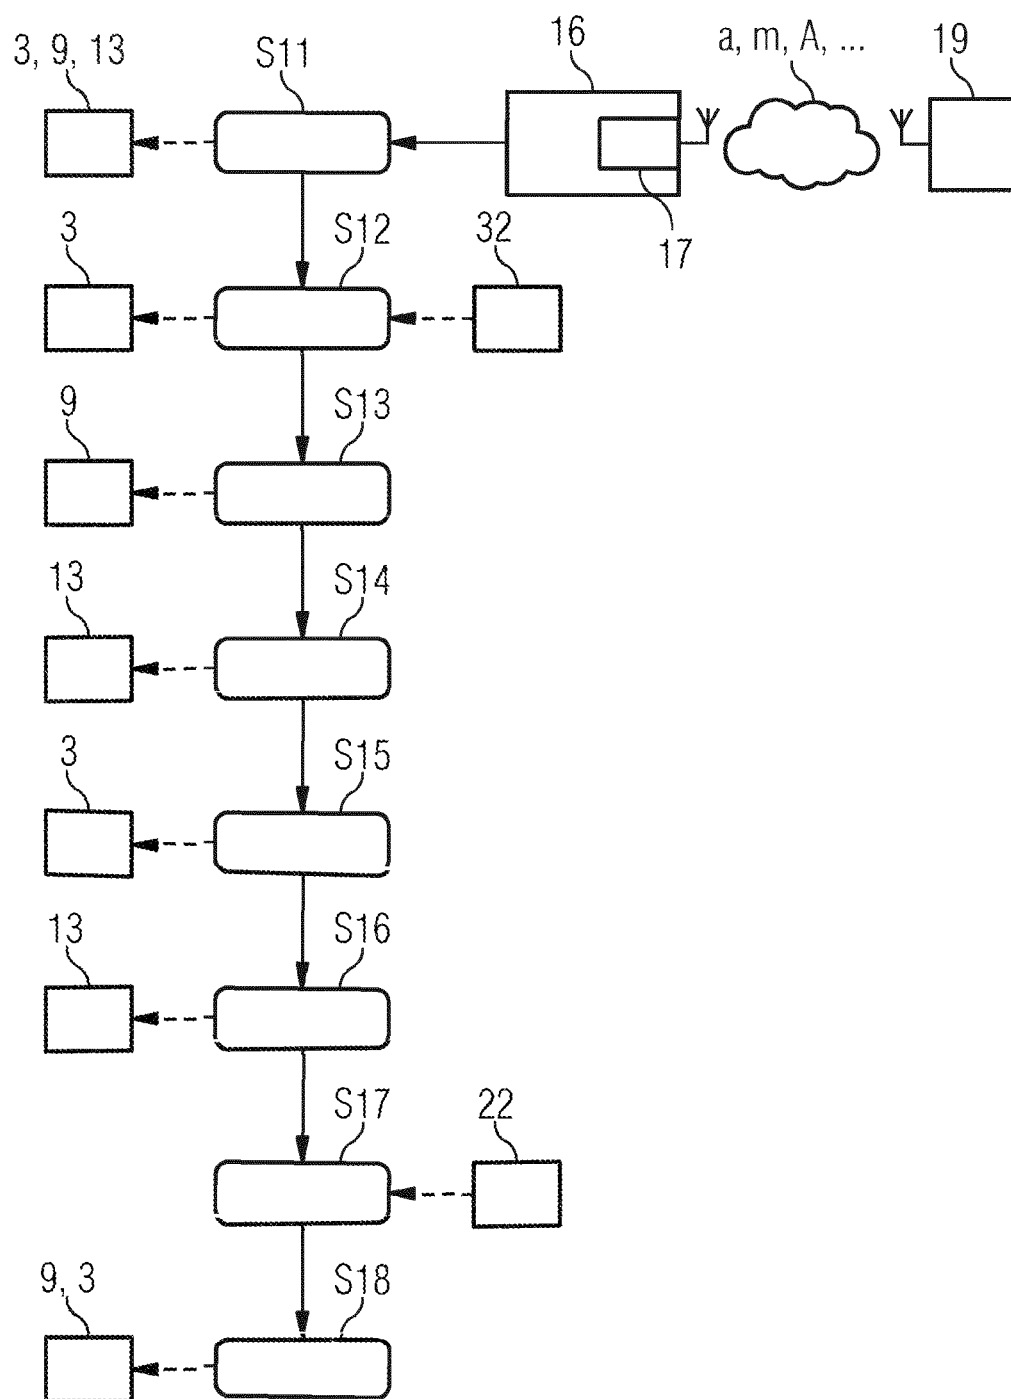 3, 9, 13
S11
16
a, m, A, ...
19
17
3
S12
32
9
S13
13
S14
3
S15
13
S16
S17
22
9, 3
S18